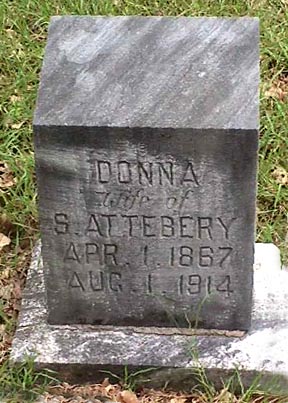 DONNA
Wife of
S. ATTEBERY
APR. 1. 1867
AUG. 1. 1914